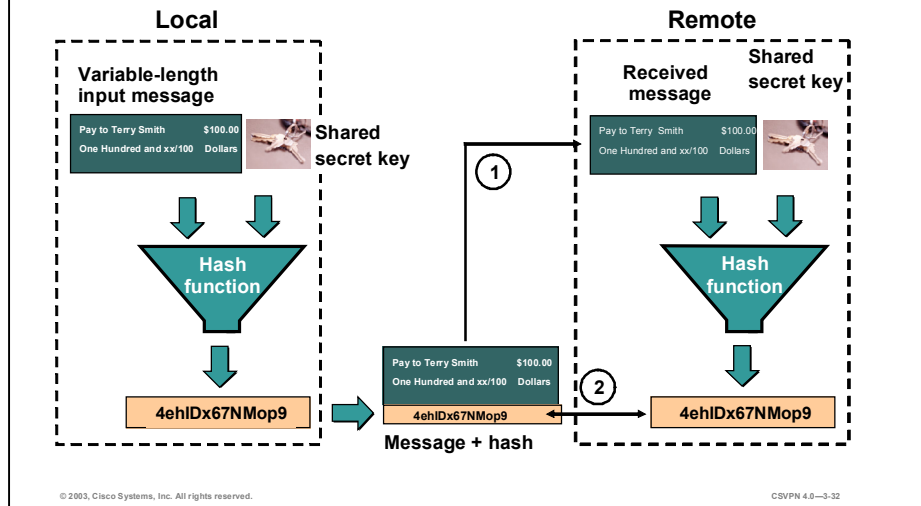 Local
Remote
Variable-length
input message
Pay to Terry Smith $100.00
One Hundred and xx/100 Dollars
Shared
secret key
Hash
function
4ehIDx67NMop9
1
Pay to Terry Smith $100.00
One Hundred and xx/100 Dollars
4ehIDx67NMop9
Message + hash
2
Received
message
Shared
secret key
Pay to Terry Smith $100.00
One Hundred and xx/100 Dollars
Hash
function
4ehIDx67NMop9
© 2003, Cisco Systems, Inc. All rights reserved.
CSVPN 4.0—3-32